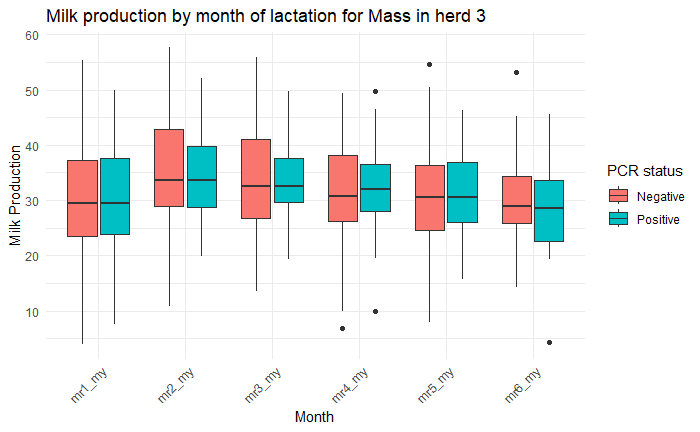 Milk production by month of lactation for Mass in herd 3
60
50
40
30
20
10
Milk Production
mr1_my
mr2_my
mr3_my
mr4_my
mr5_my
mr6_my
Month
PCR status
Negative
Positive